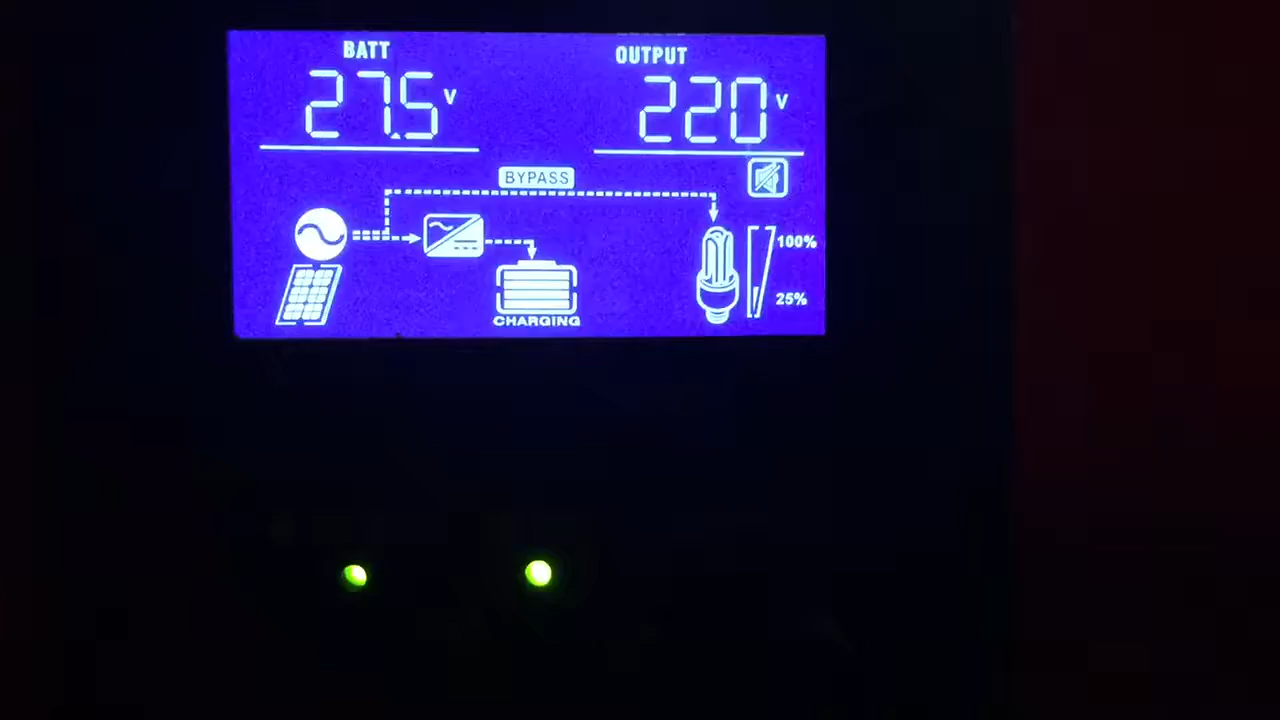 BATT OUTPUT
27.5 V 220 V
BYPASS
100%
25%
CHARGING